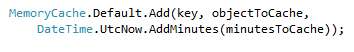 MemoryCache.Default.Add(key, objectToCache,
DateTime.UtcNow.AddMinutes(minutesToCache));